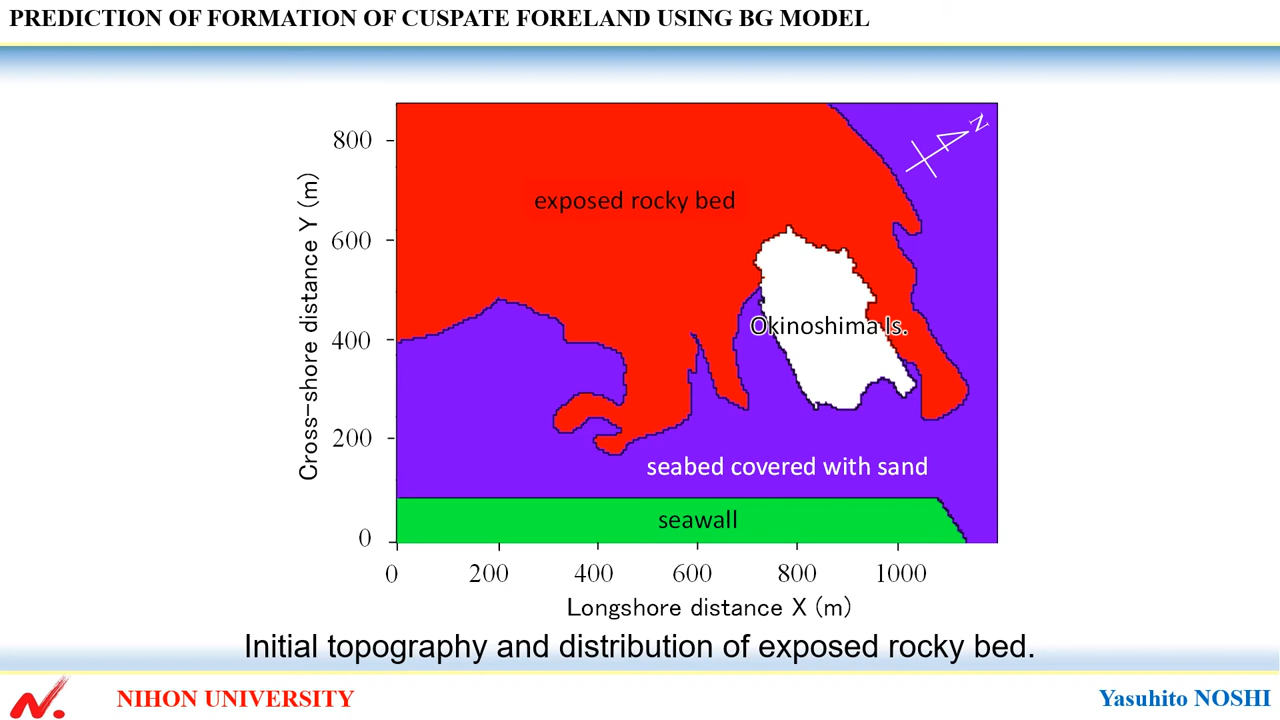 PREDICTION OF FORMATION OF CUSPATE FORELAND USING BG MODEL
N
800
exposed rocky bed
600
Cross-shore distance Y (m)
400
Okinoshima Is.
200
seabed covered with sand
seawall
0
0 200 400 600 800 1000
Longshore distance X (m)
Initial topography and distribution of exposed rocky bed.
N. NIHON UNIVERSITY
Yasuhito NOSHI